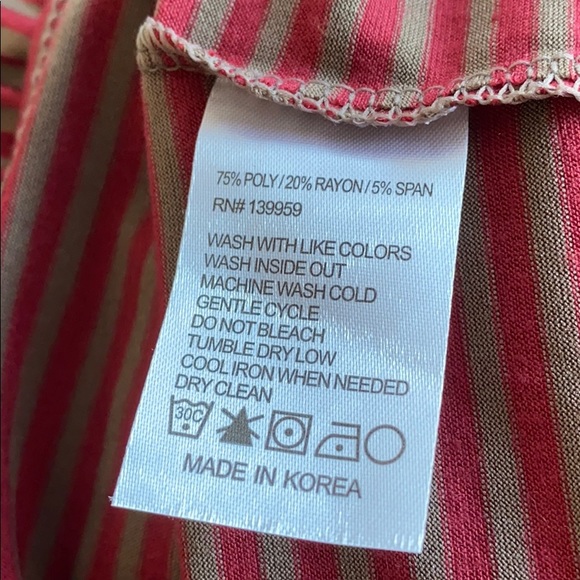 75% POLY / 20% RAYON / 5% SPAN
RN# 139959
WASH WITH LIKE COLORS
WASH INSIDE OUT
MACHINE WASH COLD
GENTLE CYCLE
DO NOT BLEACH
TUMBLE DRY LOW
COOL IRON WHEN NEEDED
DRY CLEAN
30C
MADE IN KOREA